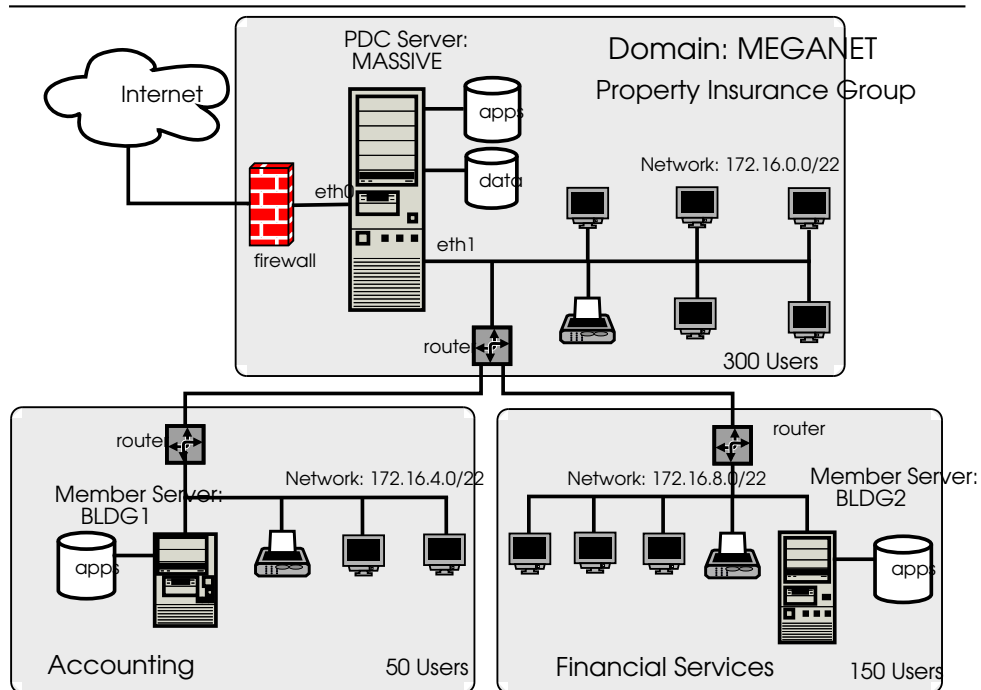 PDC Server:
MASSIVE
Domain: MEGANET
Property Insurance Group
Internet
apps
data
Network: 172.16.0.0/22
eth0
eth1
firewall
router
300 Users
router
Network: 172.16.4.0/22
Member Server:
BLDG1
apps
Accounting
50 Users
router
Network: 172.16.8.0/22
Member Server:
BLDG2
apps
Financial Services
150 Users